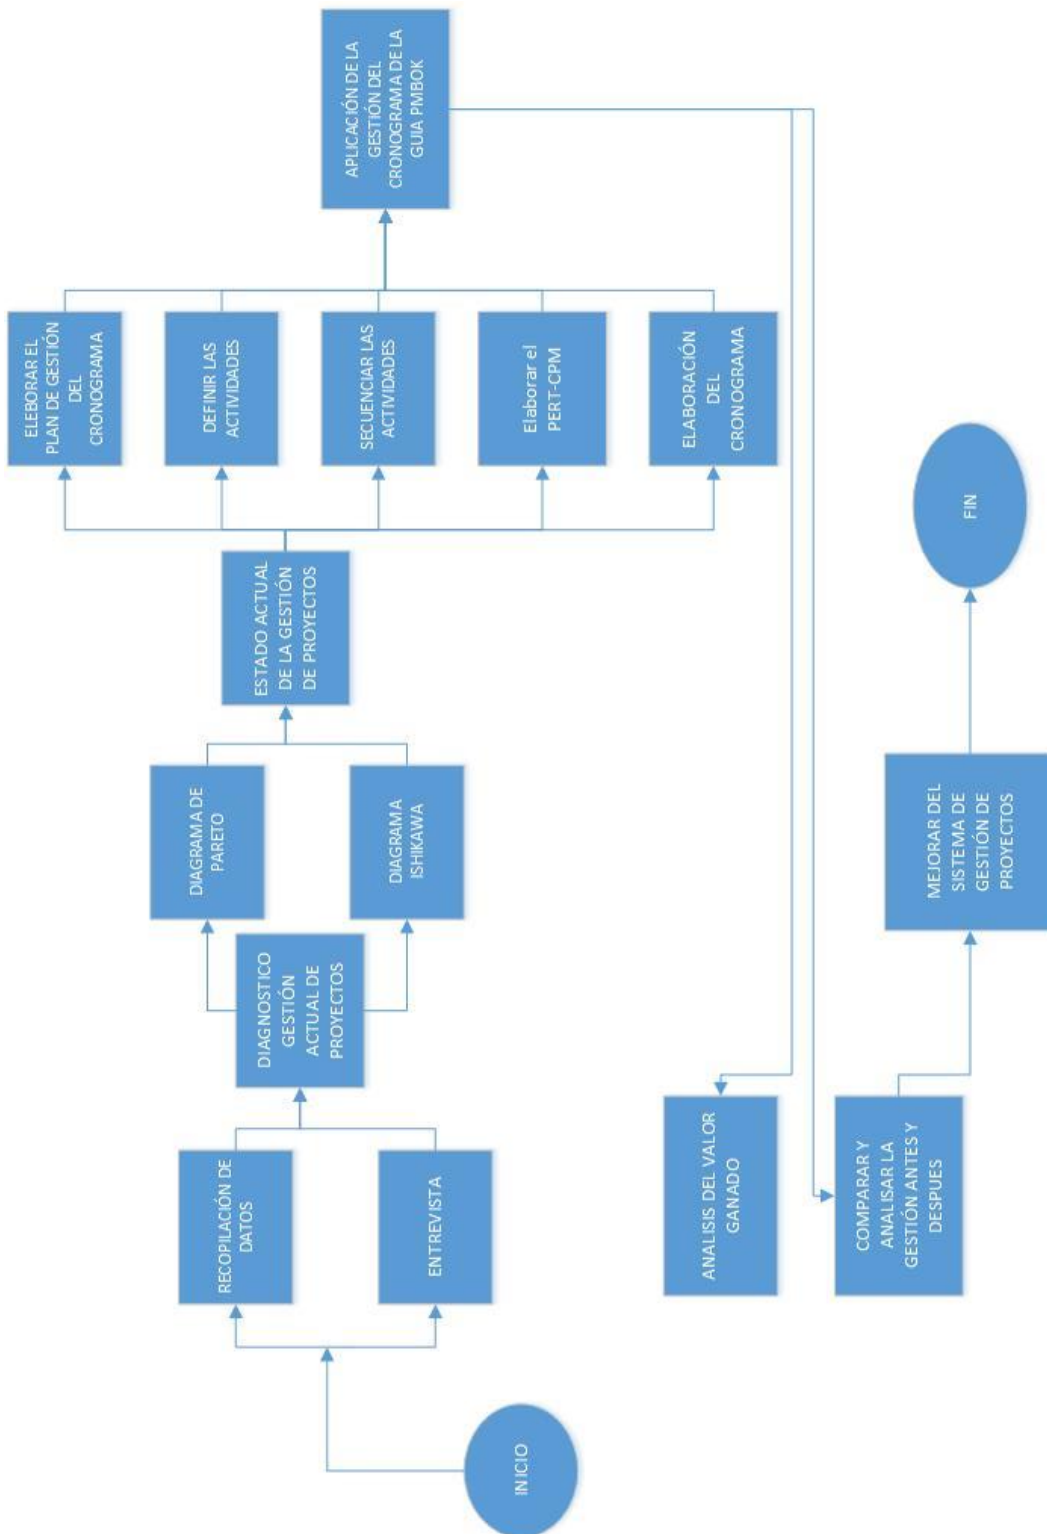 INICIO
RECOPILACIÓN DE
DATOS
ENTREVISTA
DIAGNOSTICO
GESTIÓN
ACTUAL DE
PROYECTOS
DIAGRAMA DE
PARETO
DIAGRAMA
ISHIKAWA
ESTADO ACTUAL
DE LA GESTIÓN
DE PROYECTOS
ELEBORAR EL
PLAN DE GESTIÓN
DEL
CRONOGRAMA
DEFINIR LAS
ACTIVIDADES
SECUENCIAR LAS
ACTIVIDADES
Elaborar el
PERT-CPM
ELABORACIÓN
DEL
CRONOGRAMA
APLICACIÓN DE LA
GESTIÓN DEL
CRONOGRAMA DE LA
GUIA PMBOK
ANALISIS DEL VALOR
GANADO
COMPARAR Y
ANALISAR LA
GESTIÓN ANTES Y
DESPUES
MEJORAR DEL
SISTEMA DE
GESTIÓN DE
PROYECTOS
FIN